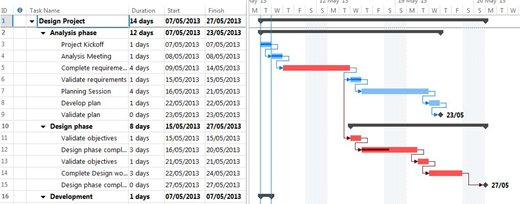 ay 13 12 May 13 20 May 13
ID Task Name Duration Start Finish M T W T F S S M T W T F S S M T
1 Design Project 14 days 07/05/2013 27/05/2013
2 Analysis phase 12 days 07/05/2013 23/05/2013
3 Project Kickoff 1 days 07/05/2013 07/05/2013
4 Analysis Meeting 1 days 08/05/2013 08/05/2013
5 Complete requireme... 4 days 09/05/2013 14/05/2013
6 Validate requirements 1 days 15/05/2013 15/05/2013
7 Planning Session 4 days 16/05/2013 21/05/2013
8 Develop plan 1 days 22/05/2013 22/05/2013
9 Validate plan 0 days 23/05/2013 23/05/2013 23/05
10 Design phase 8 days 15/05/2013 27/05/2013
11 Validate objectives 1 days 15/05/2013 15/05/2013
12 Design phase compl... 3 days 16/05/2013 20/05/2013
13 Validate objectives 1 days 21/05/2013 21/05/2013
14 Complete Design wo... 3 days 22/05/2013 24/05/2013
15 Design phase compl... 0 days 27/05/2013 27/05/2013 27/05
16 Development 1 days 07/05/2013 07/05/2013